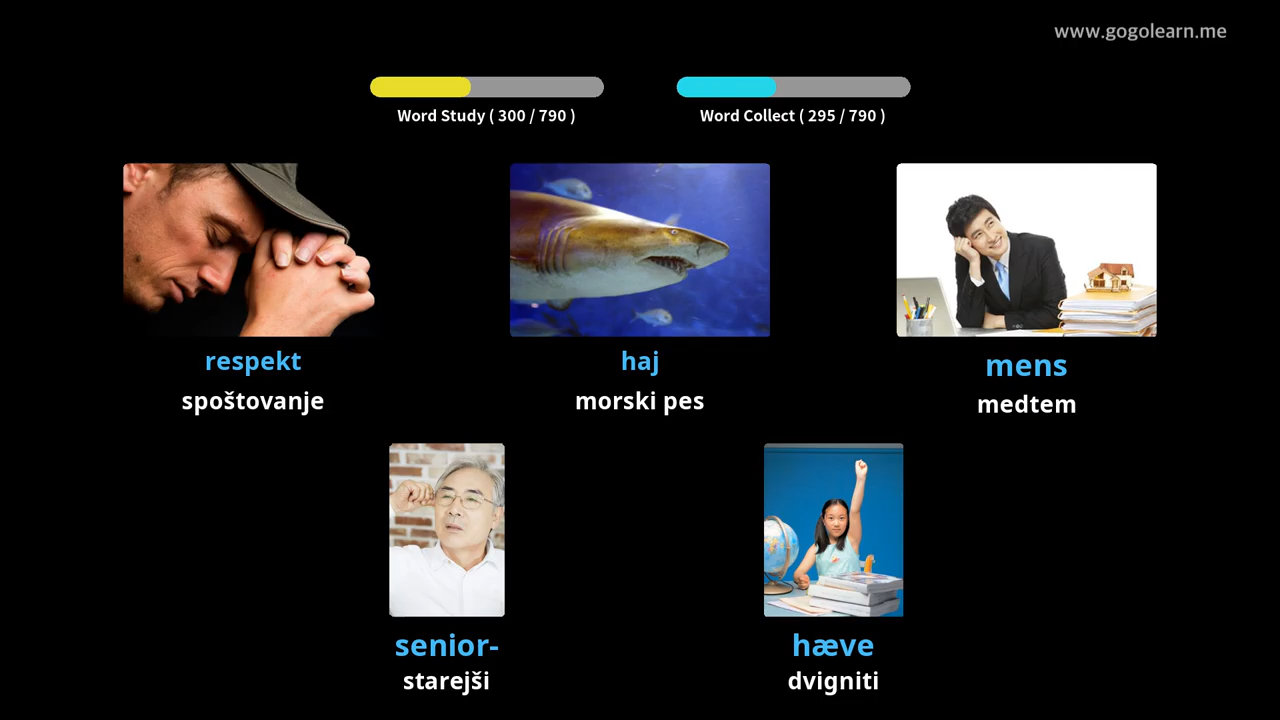 www.gogolearn.me
Word Study ( 300 / 790 )
Word Collect ( 295 / 790 )
respekt
spoštovanje
haj
morski pes
mens
medtem
senior-
starejši
hæve
dvigniti